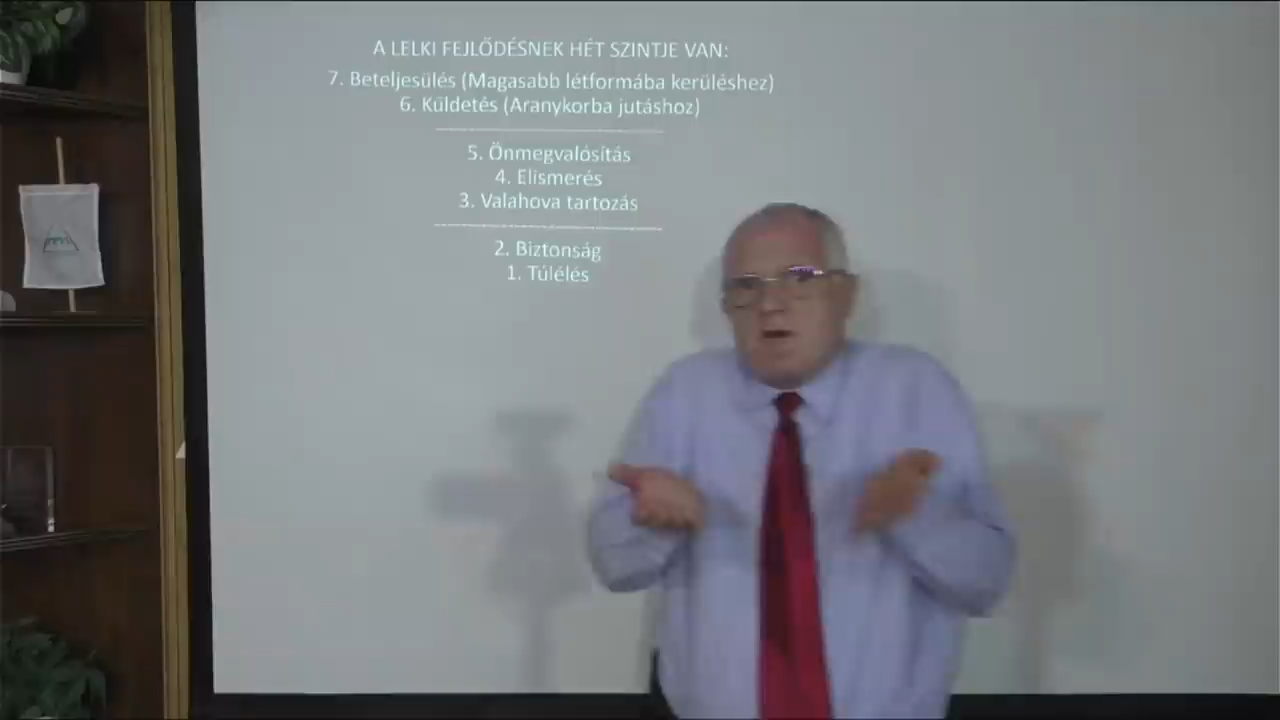 A LELKI FEJLŐDÉSNEK HÉT SZINTJE VAN:
7. Beteljesülés (Magasabb létformába kerüléshez)
6. Küldetés (Aranykorba jutáshoz)
5. Önmegvalósítás
4. Elismerés
3. Valahova tartozás
2. Biztonság
1. Túlélés